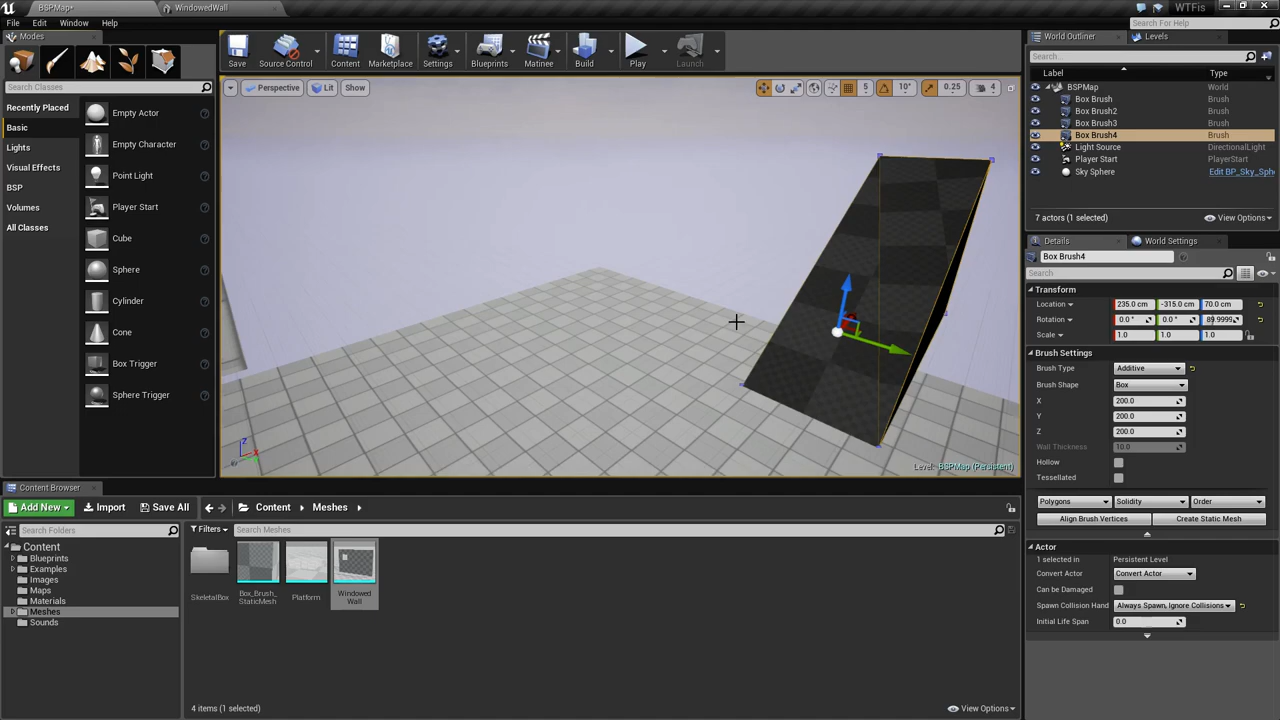 BSPMap*
WindowedWall
WTFis
File
Edit
Window
Help
Search For Help
Modes
Search Classes
Recently Placed
Basic
Lights
Visual Effects
BSP
Volumes
All Classes
Empty Actor
Empty Character
Point Light
Player Start
Cube
Sphere
Cylinder
Cone
Box Trigger
Sphere Trigger
Save
Source Control
Content
Marketplace
Settings
Blueprints
Matinee
Build
Play
Launch
Perspective
Lit
Show
5
10°
0.25
4
Level: BSPMap (Persistent)
World Outliner
Levels
Search...
Label
Type
BSPMap
World
Box Brush
Brush
Box Brush2
Brush
Box Brush3
Brush
Box Brush4
Brush
Light Source
DirectionalLight
Player Start
PlayerStart
Sky Sphere
Edit BP_Sky_Sph
7 actors (1 selected)
View Options
Details
World Settings
Box Brush4
Search
Transform
Location
235.0 cm
-315.0 cm
70.0 cm
Rotation
0.0 °
0.0 °
89.9999
Scale
1.0
1.0
1.0
Brush Settings
Brush Type
Additive
Brush Shape
Box
X
200.0
Y
200.0
Z
200.0
Wall Thickness
10.0
Hollow
Tessellated
Polygons
Solidity
Order
Align Brush Vertices
Create Static Mesh
Actor
1 selected in
Persistent Level
Convert Actor
Convert Actor
Can be Damaged
Spawn Collision Hand
Always Spawn, Ignore Collisions
Initial Life Span
0.0
Content Browser
Add New
Import
Save All
Content
Meshes
Search Folders
Filters
Search Meshes
Content
Blueprints
Examples
Images
Maps
Materials
Meshes
Sounds
SkeletalBox
Box_Brush_
StaticMesh
Platform
Windowed
Wall
4 items (1 selected)
View Options